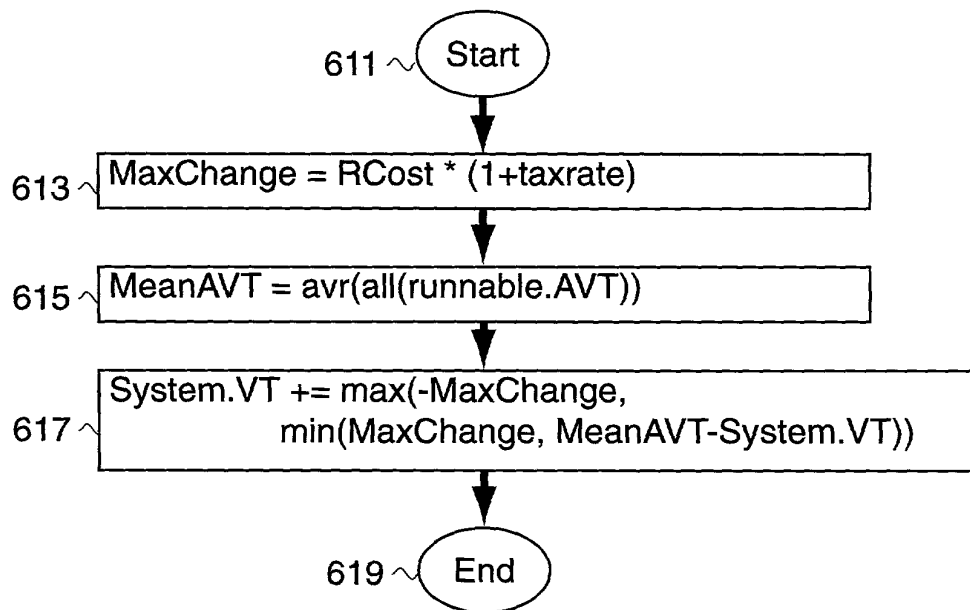 611 Start
613 MaxChange = RCost * (1+taxrate)
615 MeanAVT = avr(all(runnable.AVT))
System.VT += max(-MaxChange,
617 min(MaxChange, MeanAVT-System.VT))
619 End